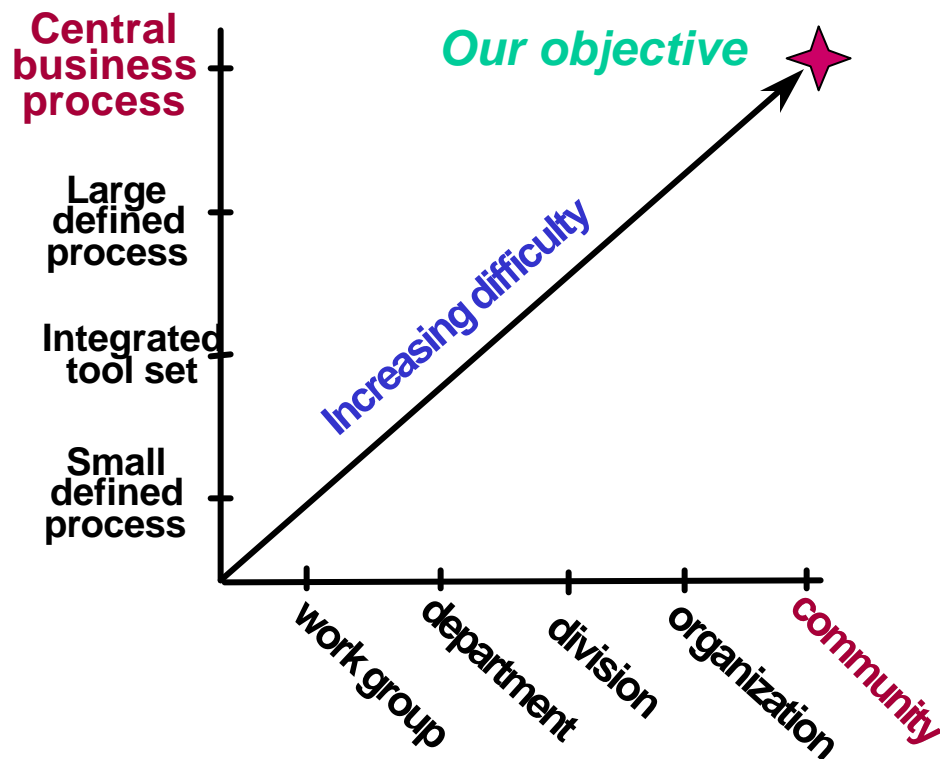 Central
business
process
Our objective
Large
defined
process
Increasing difficulty
Integrated
tool set
Small
defined
process
work group
department
division
organization
community